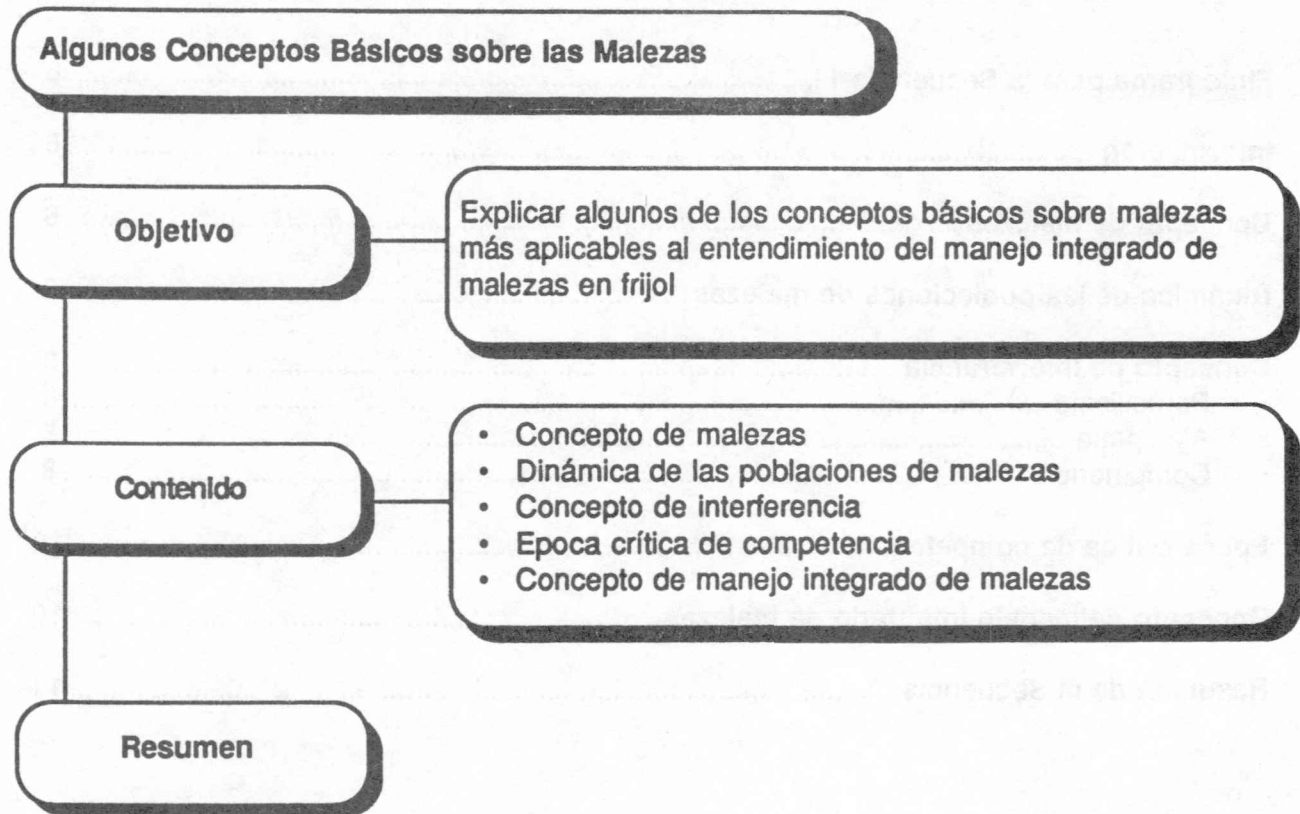 Algunos Conceptos Básicos sobre las Malezas
Objetivo
Explicar algunos de los conceptos básicos sobre malezas
más aplicables al entendimiento del manejo integrado de
malezas en frijol
Contenido
• Concepto de malezas
• Dinámica de las poblaciones de malezas
• Concepto de interferencia
• Epoca crítica de competencia
• Concepto de manejo integrado de malezas
Resumen